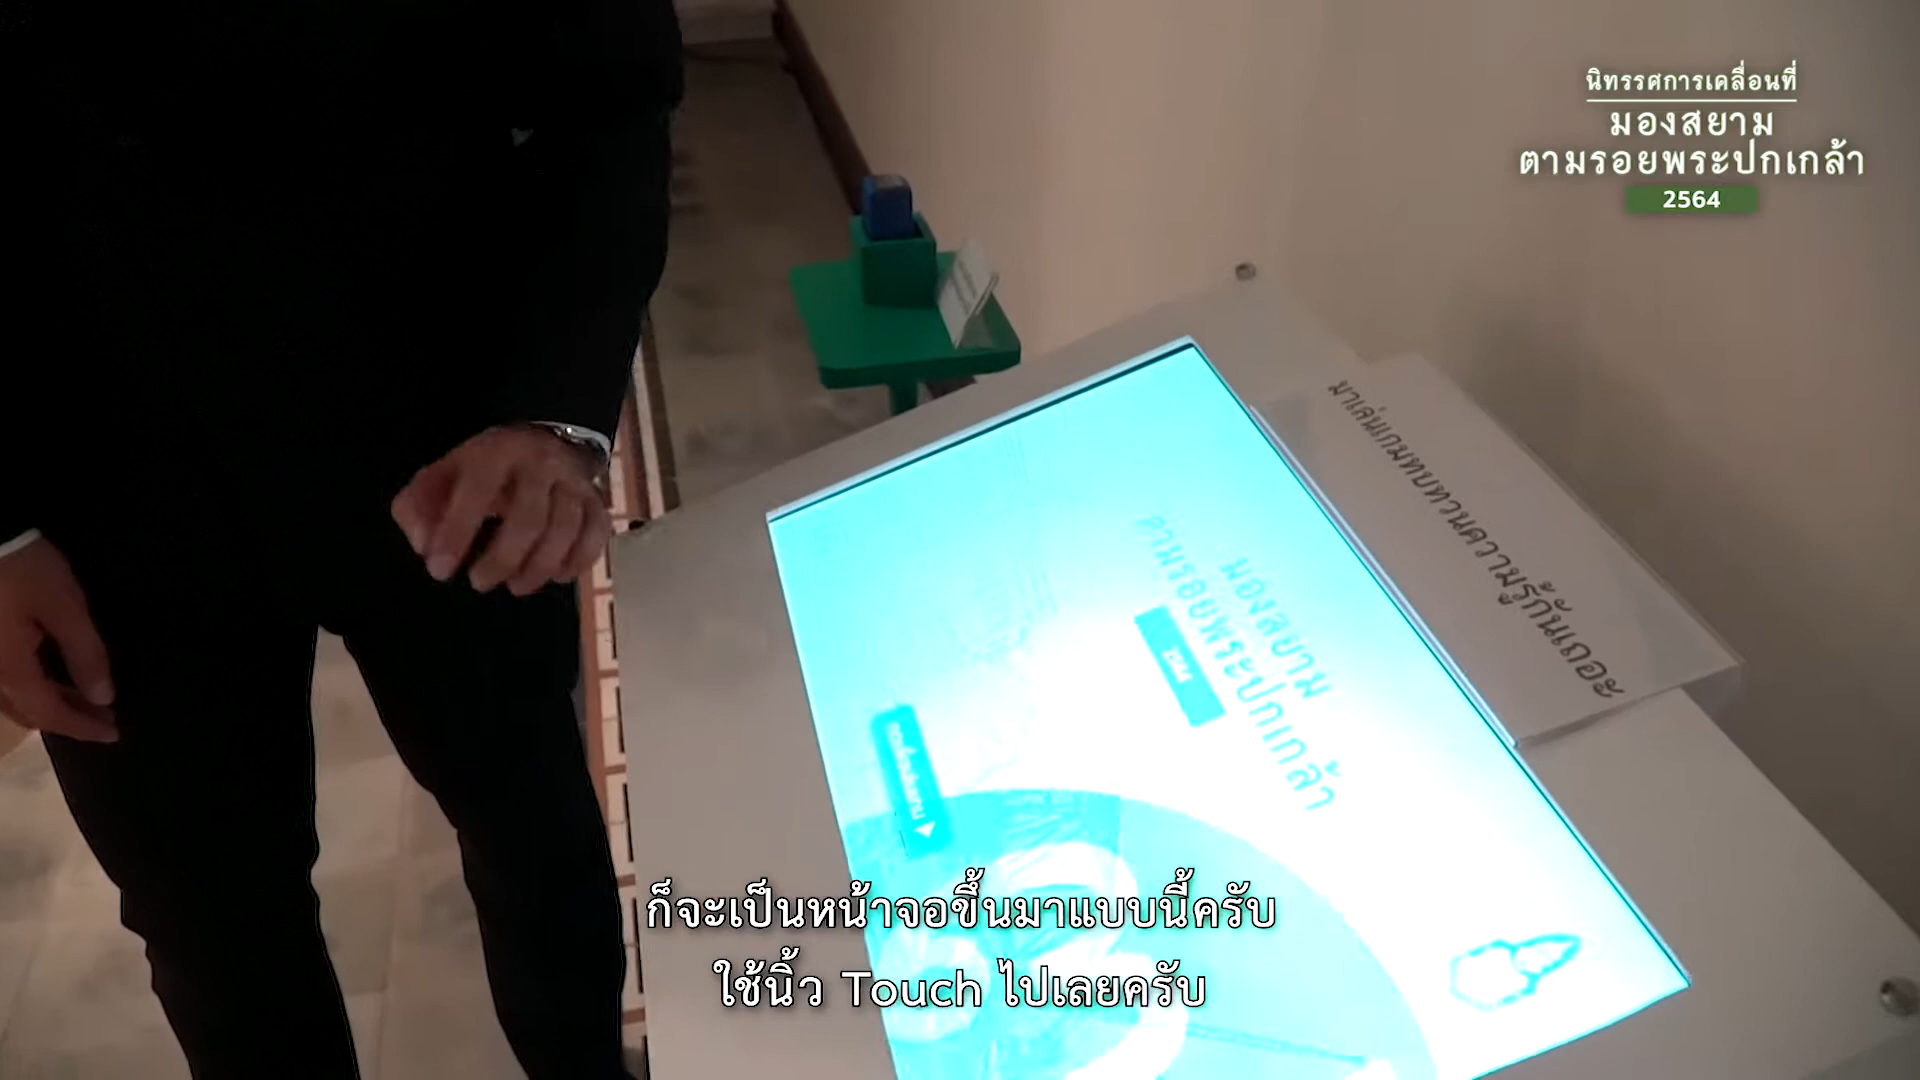 นิทรรศการเคลื่อนที่
มองสยาม
ตามรอยพระปกเกล้า
2564
มาเล่นเกมทบทวนความรู้กันเถอะ
มองสยาม
ตามรอยพระปกเกล้า
2564
ก็จะเป็นหน้าจอขึ้นมาแบบนี้ครับ
ใช้นิ้ว Touch ไปเลยครับ